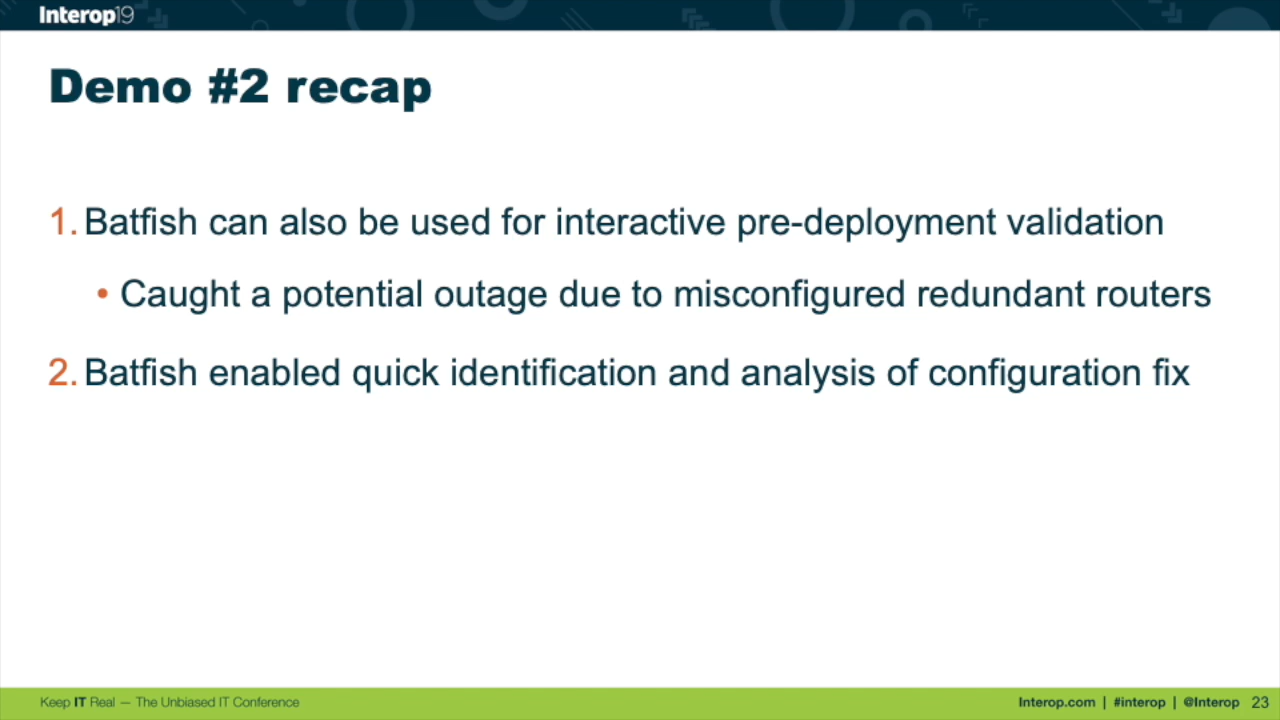 Interop19
Demo #2 recap
1. Batfish can also be used for interactive pre-deployment validation
• Caught a potential outage due to misconfigured redundant routers
2. Batfish enabled quick identification and analysis of configuration fix
Keep IT Real — The Unbiased IT Conference
Interop.com | #interop | @Interop 23